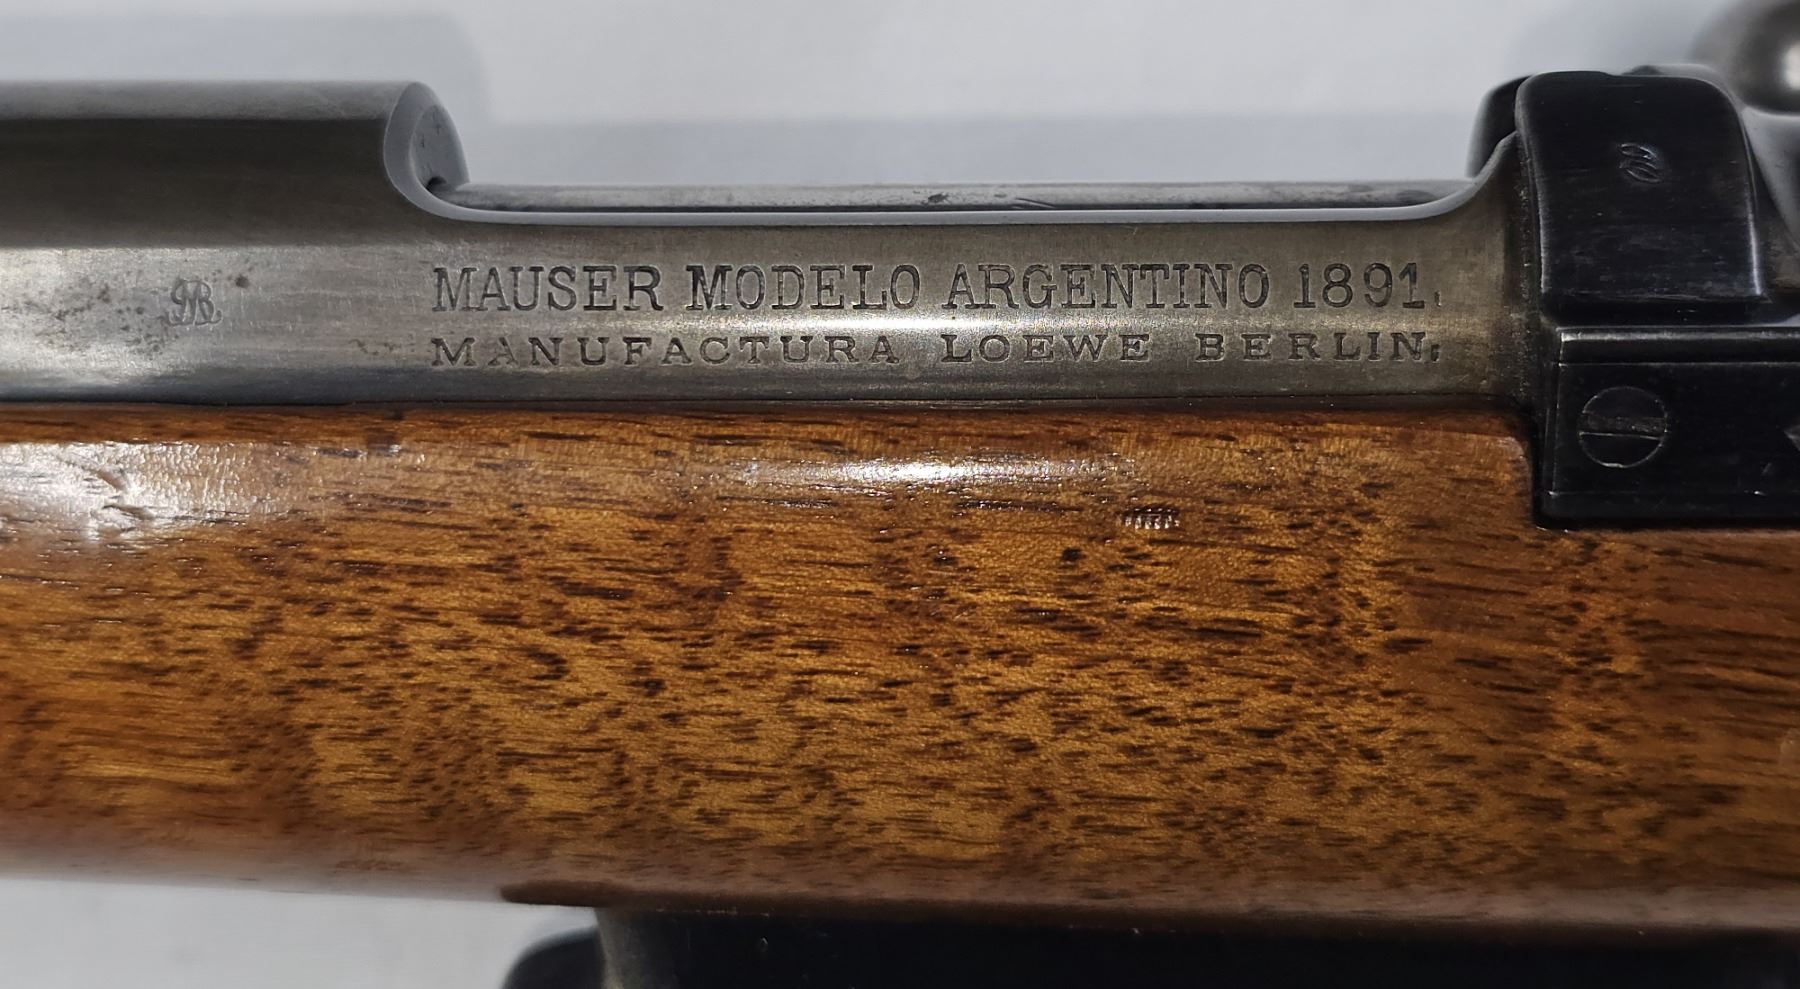 MAUSER MODELO ARGENTINO 1891.
MANUFACTURA LOEWE BERLIN.